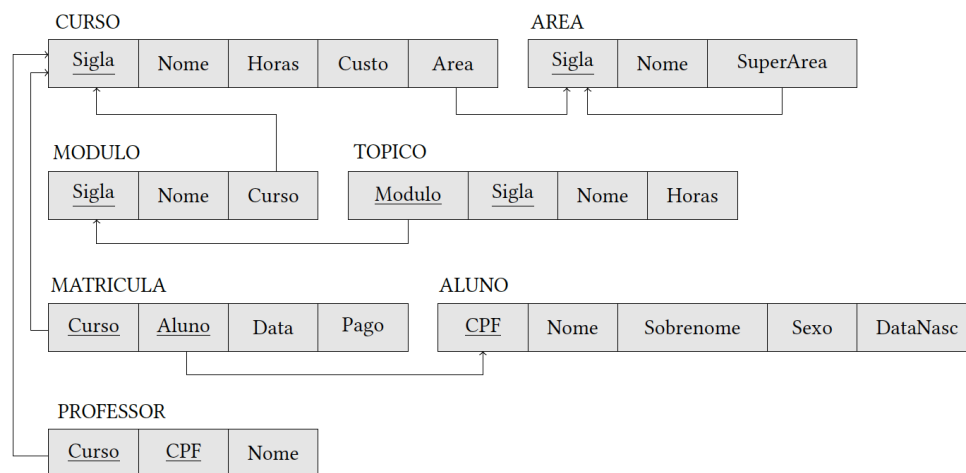 CURSO AREA
Sigla Nome Horas Custo Area Sigla Nome SuperArea
MODULO TOPICO
Sigla Nome Curso Modulo Sigla Nome Horas
MATRICULA ALUNO
Curso Aluno Data Pago CPF Nome Sobrenome Sexo DataNasc
PROFESSOR
Curso CPF Nome